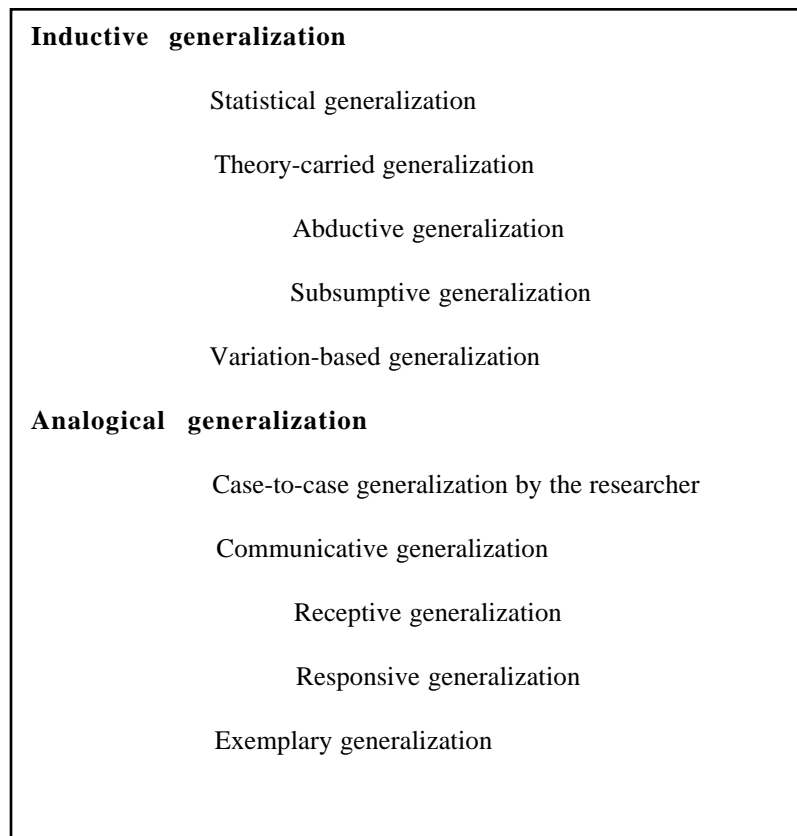 Inductive generalization
Statistical generalization
Theory-carried generalization
Abductive generalization
Subsumptive generalization
Variation-based generalization
Analogical generalization
Case-to-case generalization by the researcher
Communicative generalization
Receptive generalization
Responsive generalization
Exemplary generalization